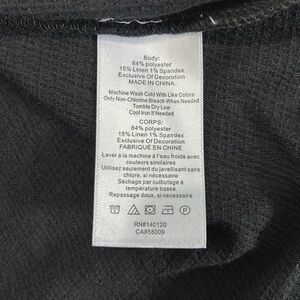 Body:
84% polyester
15% Linen 1% Spandex
Exclusive Of Decoration
MADE IN CHINA
Machine Wash Cold With Like Colors
Only Non-Chlorine Bleach When Needed
Tumble Dry Low
Cool Iron If Needed
CORPS:
84% polyester
15% Linen 1% Spandex
Exclusive Of Decoration
FABRIQUÉ EN CHINE
Laver à la machine à l'eau froide avec
couleurs similaires
Utilisez seulement du javellisant sans
chlore, si nécessaire
Séchage par culbutage à
température basse
Repassage doux, si nécessaire
RN#140120
CA#58009